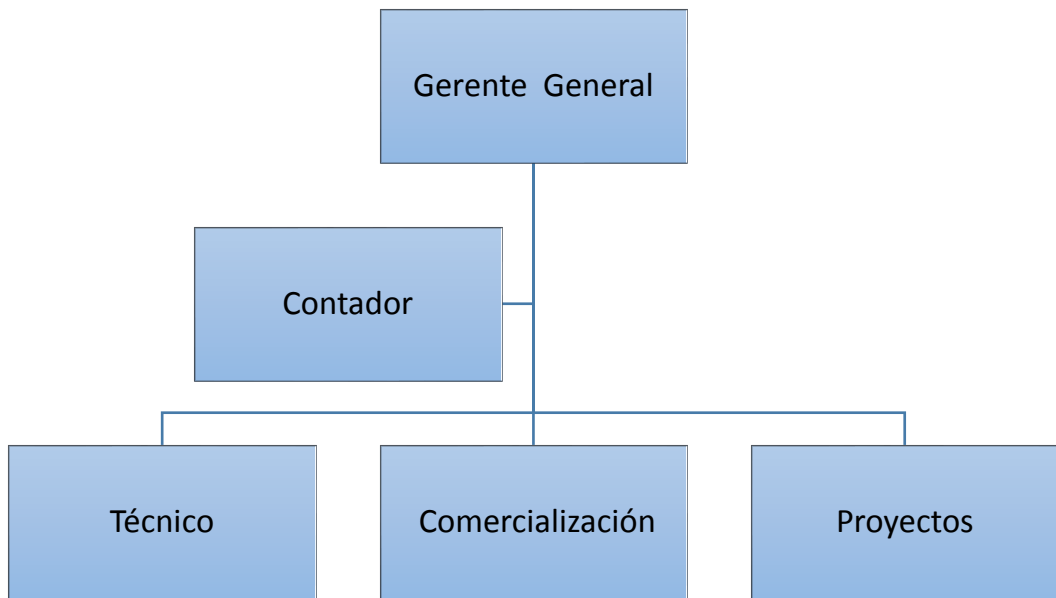 Gerente General
Contador
Técnico
Comercialización
Proyectos